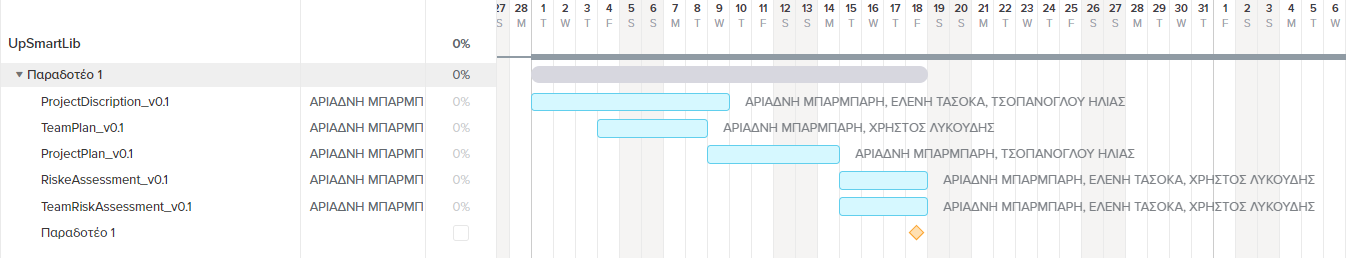 27 28 1 2 3 4 5 6 7 8 9 10 11 12 13 14 15 16 17 18 19 20 21 22 23 24 25 26 27 28 29 30 31 1 2 3 4 5 6
S M T W T F S S M T W T F S S M T W T F S S M T W T F S S M T W T F S S M T W
UpSmartLib 0%
Παραδοτέο 1 0%
ProjectDiscription_v0.1 ΑΡΙΑΔΝΗ ΜΠΑΡΜΠ 0% ΑΡΙΑΔΝΗ ΜΠΑΡΜΠΑΡΗ, ΕΛΕΝΗ ΤΑΣΟΚΑ, ΤΣΟΠΑΝΟΓΛΟΥ ΗΛΙΑΣ
TeamPlan_v0.1 ΑΡΙΑΔΝΗ ΜΠΑΡΜΠ 0% ΑΡΙΑΔΝΗ ΜΠΑΡΜΠΑΡΗ, ΧΡΗΣΤΟΣ ΛΥΚΟΥΔΗΣ
ProjectPlan_v0.1 ΑΡΙΑΔΝΗ ΜΠΑΡΜΠ 0% ΑΡΙΑΔΝΗ ΜΠΑΡΜΠΑΡΗ, ΤΣΟΠΑΝΟΓΛΟΥ ΗΛΙΑΣ
RiskeAssessment_v0.1 ΑΡΙΑΔΝΗ ΜΠΑΡΜΠ 0% ΑΡΙΑΔΝΗ ΜΠΑΡΜΠΑΡΗ, ΕΛΕΝΗ ΤΑΣΟΚΑ, ΧΡΗΣΤΟΣ ΛΥΚΟΥΔΗΣ
TeamRiskAssessment_v0.1 ΑΡΙΑΔΝΗ ΜΠΑΡΜΠ 0% ΑΡΙΑΔΝΗ ΜΠΑΡΜΠΑΡΗ, ΕΛΕΝΗ ΤΑΣΟΚΑ, ΧΡΗΣΤΟΣ ΛΥΚΟΥΔΗΣ
Παραδοτέο 1